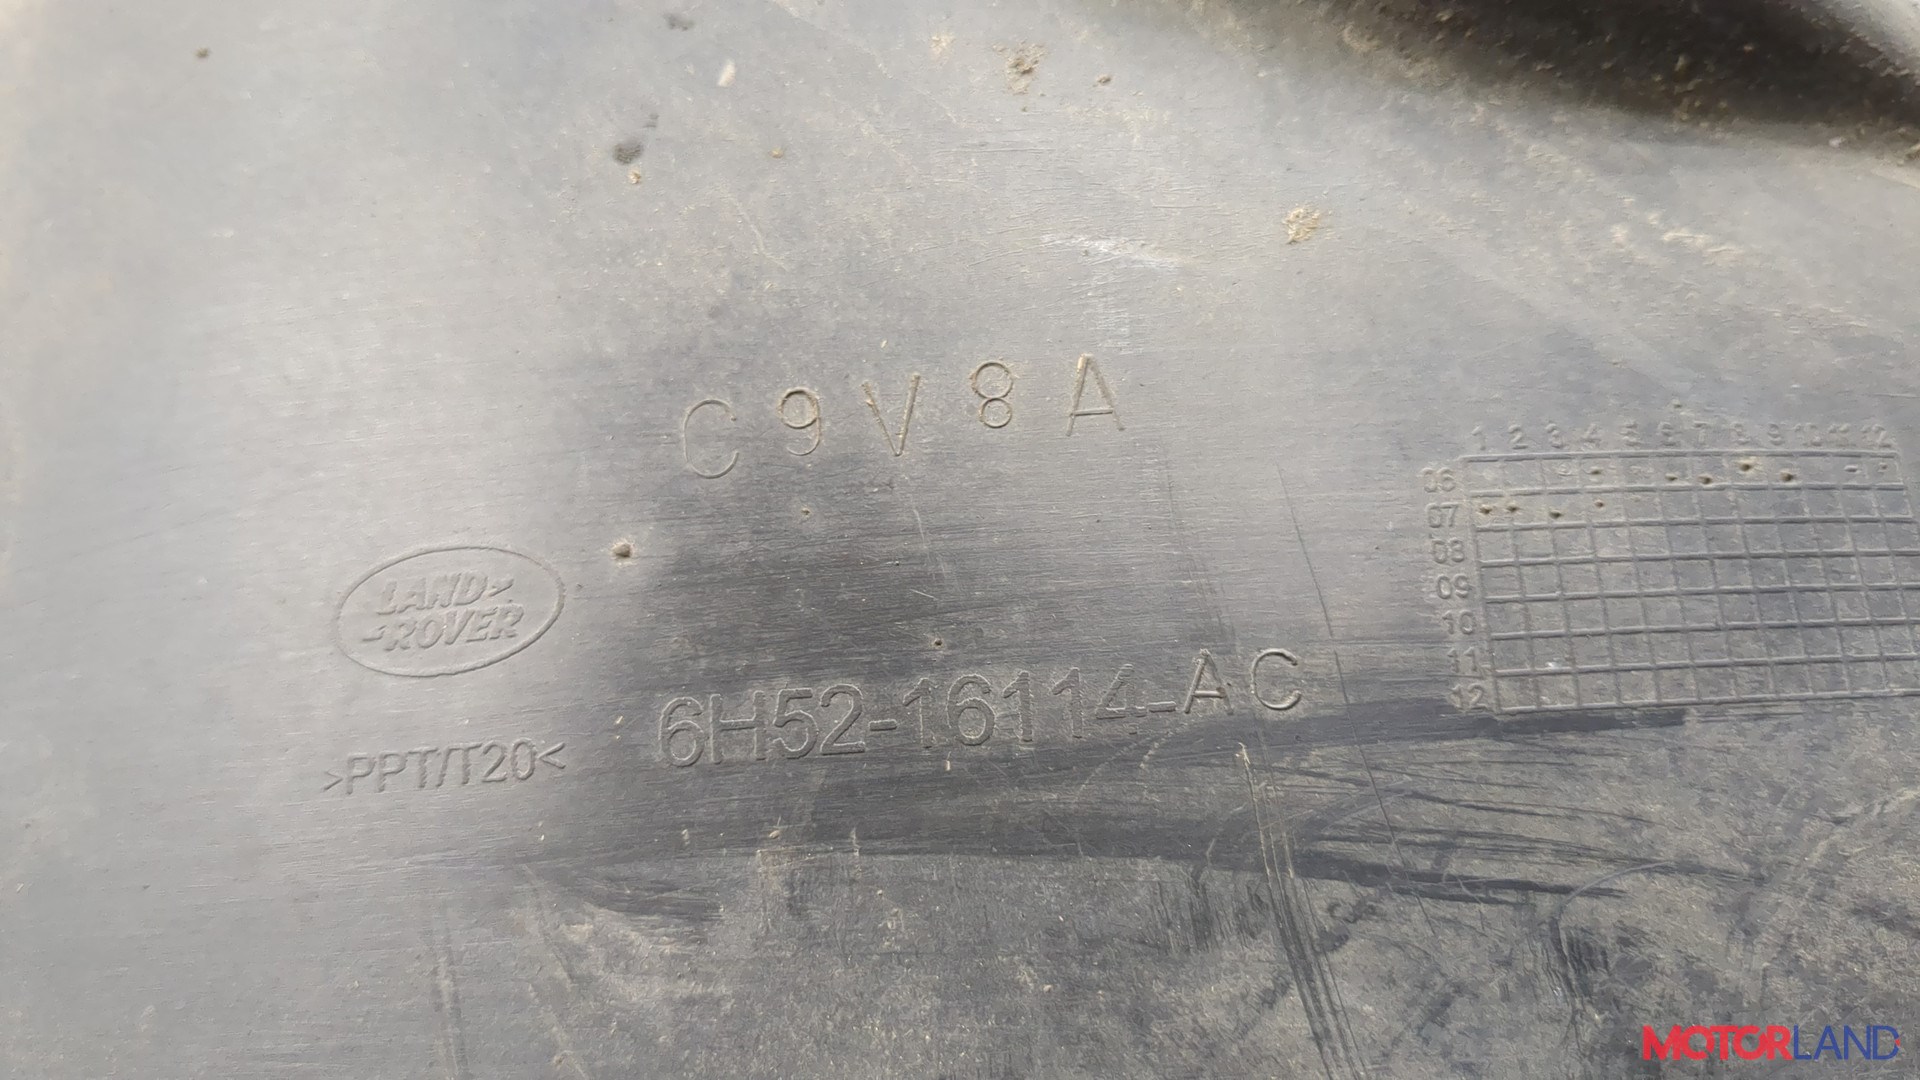 C9V8A
1 2 3 4 5 6 7 8 9 10 11 12
06
07
08
09
10
11
12
LAND
ROVER
6H52-16114-AC
>PPT/T20<
MOTORLAND